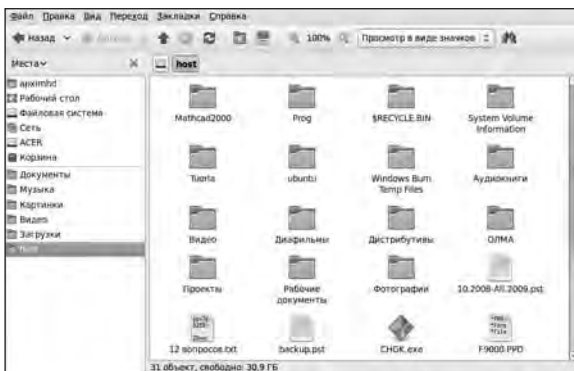 Файл Правка Вид Переход Закладки Справка
Назад 100% Просмотр в виде значков
Места host
apximhd
Рабочий стол
Файловая система
Сеть
ACER
Корзина
Документы
Музыка
Картинки
Видео
Загрузки
host
Mathcad2000 Prog $RECYCLE.BIN System Volume
Information
ubuntu Windows Burn Аудиокниги
Temp Files
Видео Диафильмы Дистрибутивы ОЛМА
Проекты Рабочие Фотографии 10.2008-All.2009.pst
документы
12 вопросов.txt backup.pst CHGK.exe F9000.PPD
31 объект, свободно: 30,9 ГБ